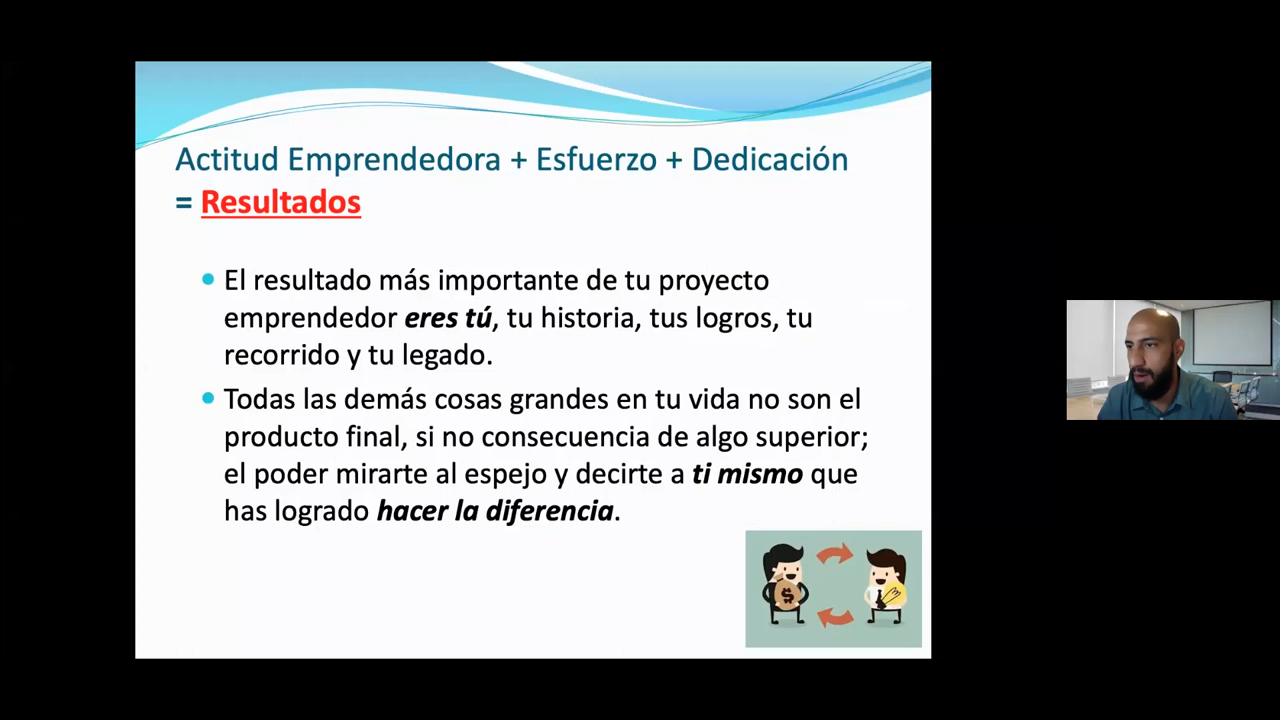 Actitud Emprendedora + Esfuerzo + Dedicación
= Resultados
• El resultado más importante de tu proyecto
emprendedor eres tú, tu historia, tus logros, tu
recorrido y tu legado.
• Todas las demás cosas grandes en tu vida no son el
producto final, si no consecuencia de algo superior;
el poder mirarte al espejo y decirte a ti mismo que
has logrado hacer la diferencia.
$